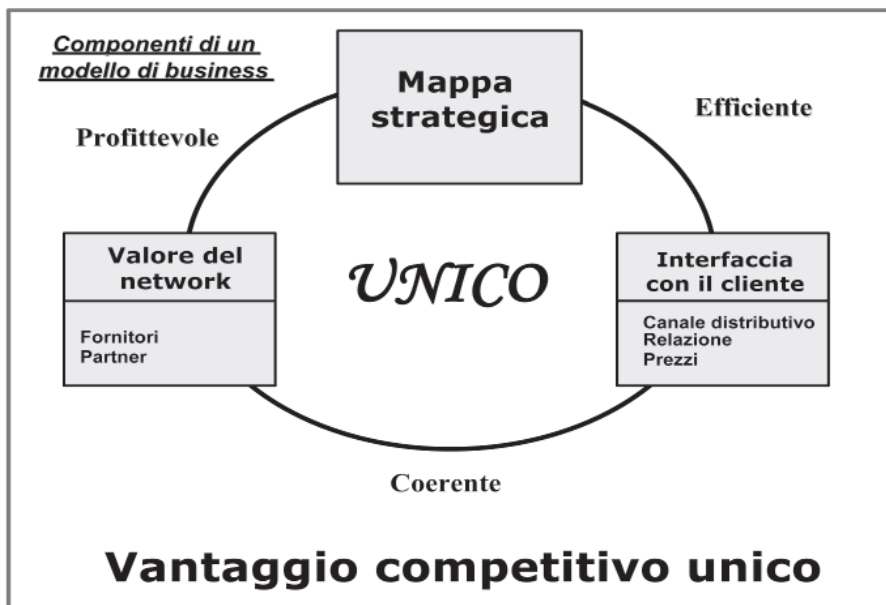 Componenti di un
modello di business
Mappa
strategica
Profittevole
Efficiente
Valore del
network
Fornitori
Partner
UNICO
Interfaccia
con il cliente
Canale distributivo
Relazione
Prezzi
Coerente
Vantaggio competitivo unico